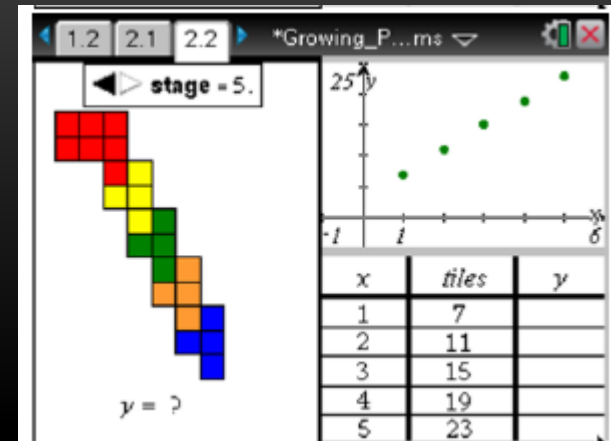 1.2 2.1 2.2 *Growing_P...rns
stage = 5.
y = ?
25 y
-1 1 6
x tiles y
1 7
2 11
3 15
4 19
5 23